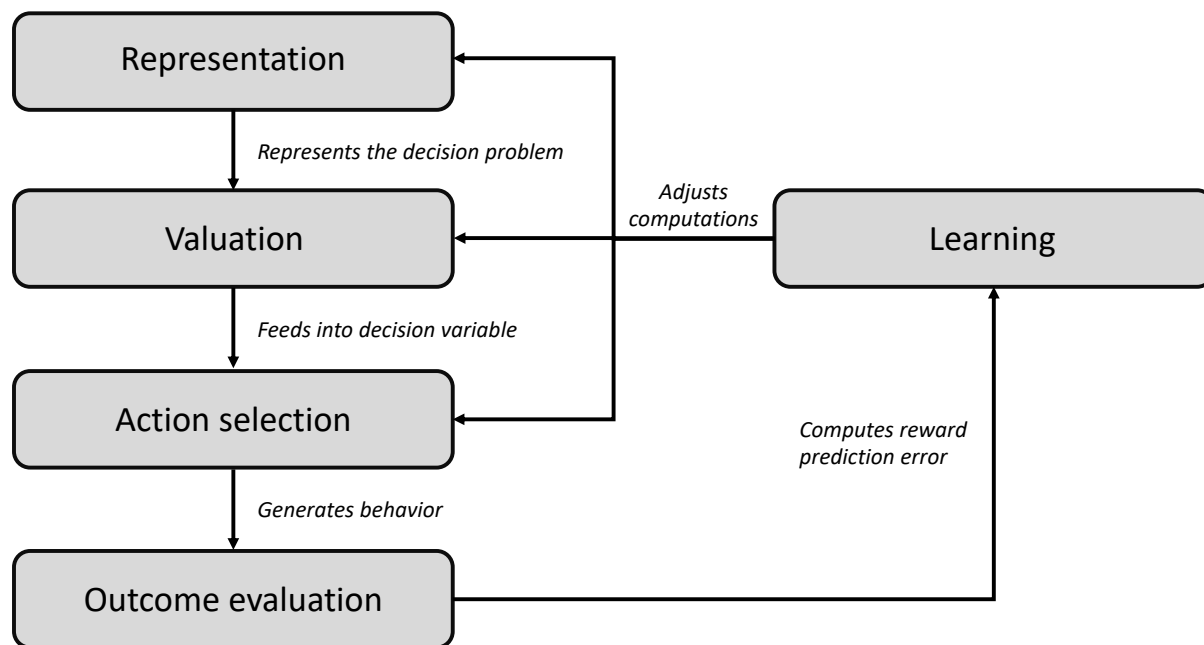 Representation
Represents the decision problem
Valuation
Feeds into decision variable
Action selection
Generates behavior
Outcome evaluation
Adjusts
computations
Learning
Computes reward
prediction error